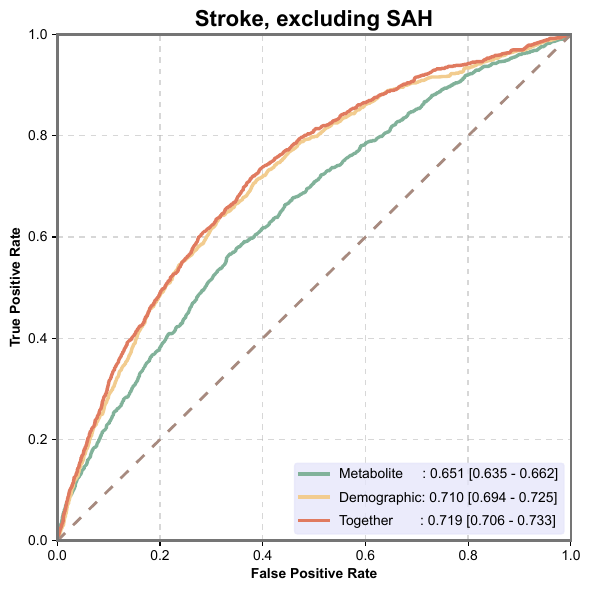 Stroke, excluding SAH
True Positive Rate
1.0
0.8
0.6
0.4
0.2
0.0
0.0 0.2 0.4 0.6 0.8 1.0
False Positive Rate
Metabolite : 0.651 [0.635 - 0.662]
Demographic: 0.710 [0.694 - 0.725]
Together : 0.719 [0.706 - 0.733]